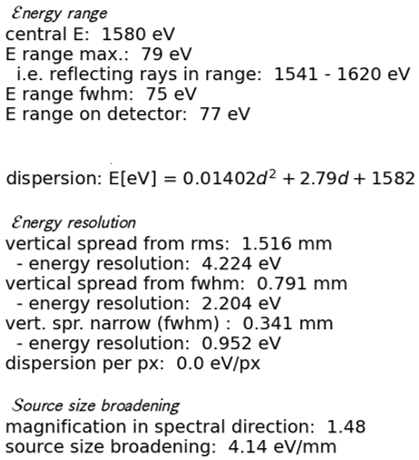 ℰnergy range
central E:  1580 eV
E range max.:  79 eV
i.e. reflecting rays in range:  1541 - 1620 eV
E range fwhm:  75 eV
E range on detector:  77 eV
dispersion: E[eV] = 0.01402d² + 2.79d + 1582
ℰnergy resolution
vertical spread from rms:  1.516 mm
- energy resolution:  4.224 eV
vertical spread from fwhm:  0.791 mm
- energy resolution:  2.204 eV
vert. spr. narrow (fwhm) :  0.341 mm
- energy resolution:  0.952 eV
dispersion per px:  0.0 eV/px
Source size broadening
magnification in spectral direction:  1.48
source size broadening:  4.14 eV/mm